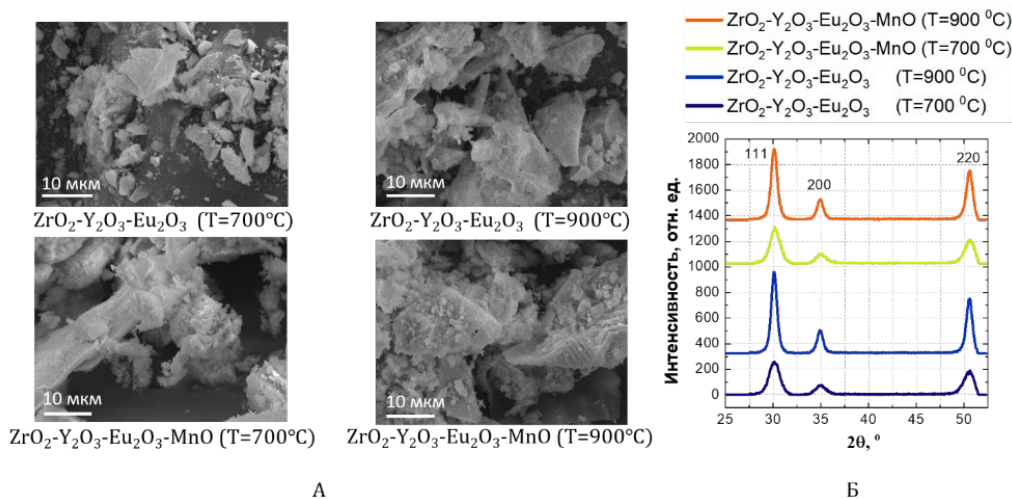 10 мкм
ZrO₂-Y₂O₃-Eu₂O₃ (T=700°C)
10 мкм
ZrO₂-Y₂O₃-Eu₂O₃ (T=900°C)
10 мкм
ZrO₂-Y₂O₃-Eu₂O₃-MnO (T=700°C)
10 мкм
ZrO₂-Y₂O₃-Eu₂O₃-MnO (T=900°C)
А
ZrO₂-Y₂O₃-Eu₂O₃-MnO (T=900 ⁰C)
ZrO₂-Y₂O₃-Eu₂O₃-MnO (T=700 ⁰C)
ZrO₂-Y₂O₃-Eu₂O₃ (T=900 ⁰C)
ZrO₂-Y₂O₃-Eu₂O₃ (T=700 ⁰C)
Интенсивность, отн. ед.
2000
1800
1600
1400
1200
1000
800
600
400
200
0
111
200
220
25 30 35 40 45 50
2θ, °
Б